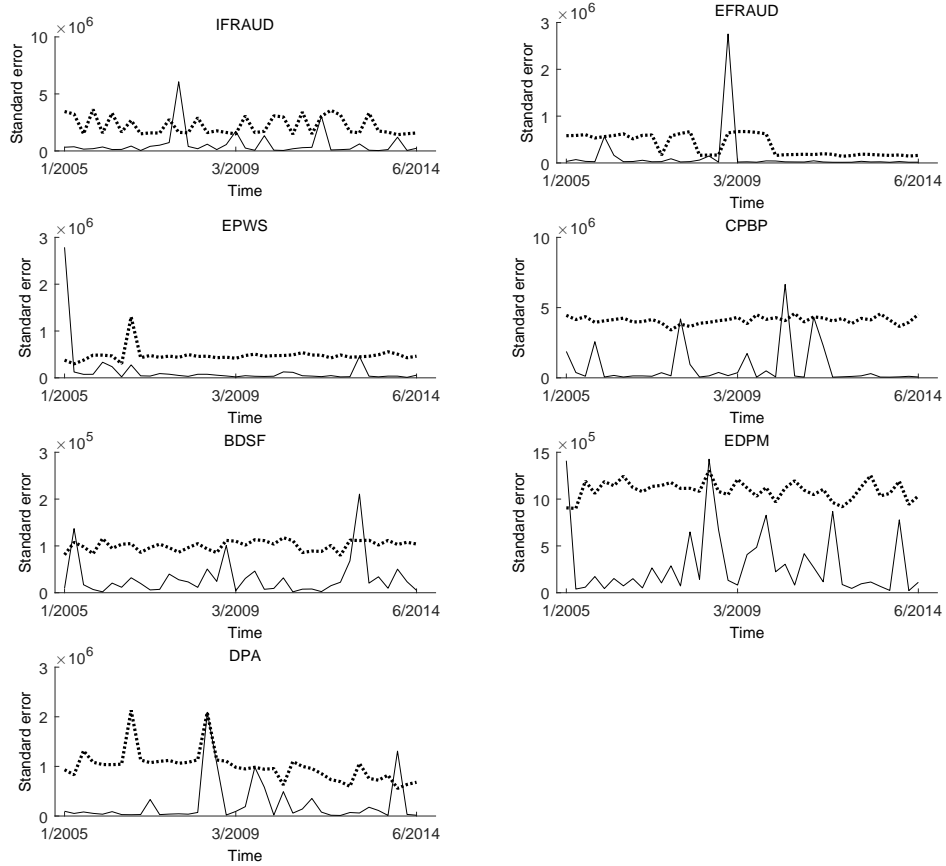 IFRAUD
×10^6
10
5
0
Standard error
1/2005 3/2009 6/2014
Time
EFRAUD
×10^6
3
2
1
0
Standard error
1/2005 3/2009 6/2014
Time
EPWS
×10^6
3
2
1
0
Standard error
1/2005 3/2009 6/2014
Time
CPBP
×10^6
10
5
0
Standard error
1/2005 3/2009 6/2014
Time
BDSF
×10^5
3
2
1
0
Standard error
1/2005 3/2009 6/2014
Time
EDPM
×10^5
15
10
5
0
Standard error
1/2005 3/2009 6/2014
Time
DPA
×10^6
3
2
1
0
Standard error
1/2005 3/2009 6/2014
Time